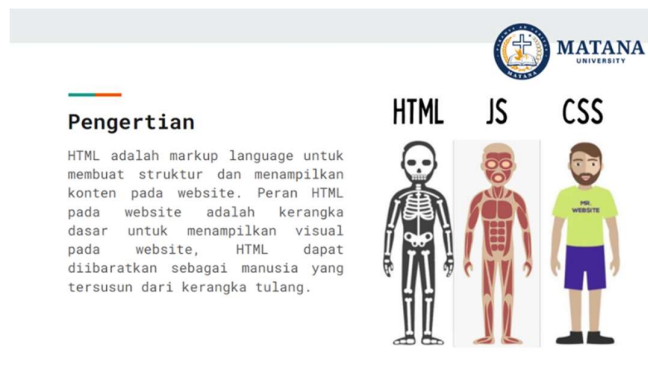 MATANA
UNIVERSITY
MATANA
Pengertian
HTML adalah markup language untuk
membuat struktur dan menampilkan
konten pada website. Peran HTML
pada website adalah kerangka
dasar untuk menampilkan visual
pada website, HTML dapat
diibaratkan sebagai manusia yang
tersusun dari kerangka tulang.
HTML JS CSS
MR.
WEBSITE